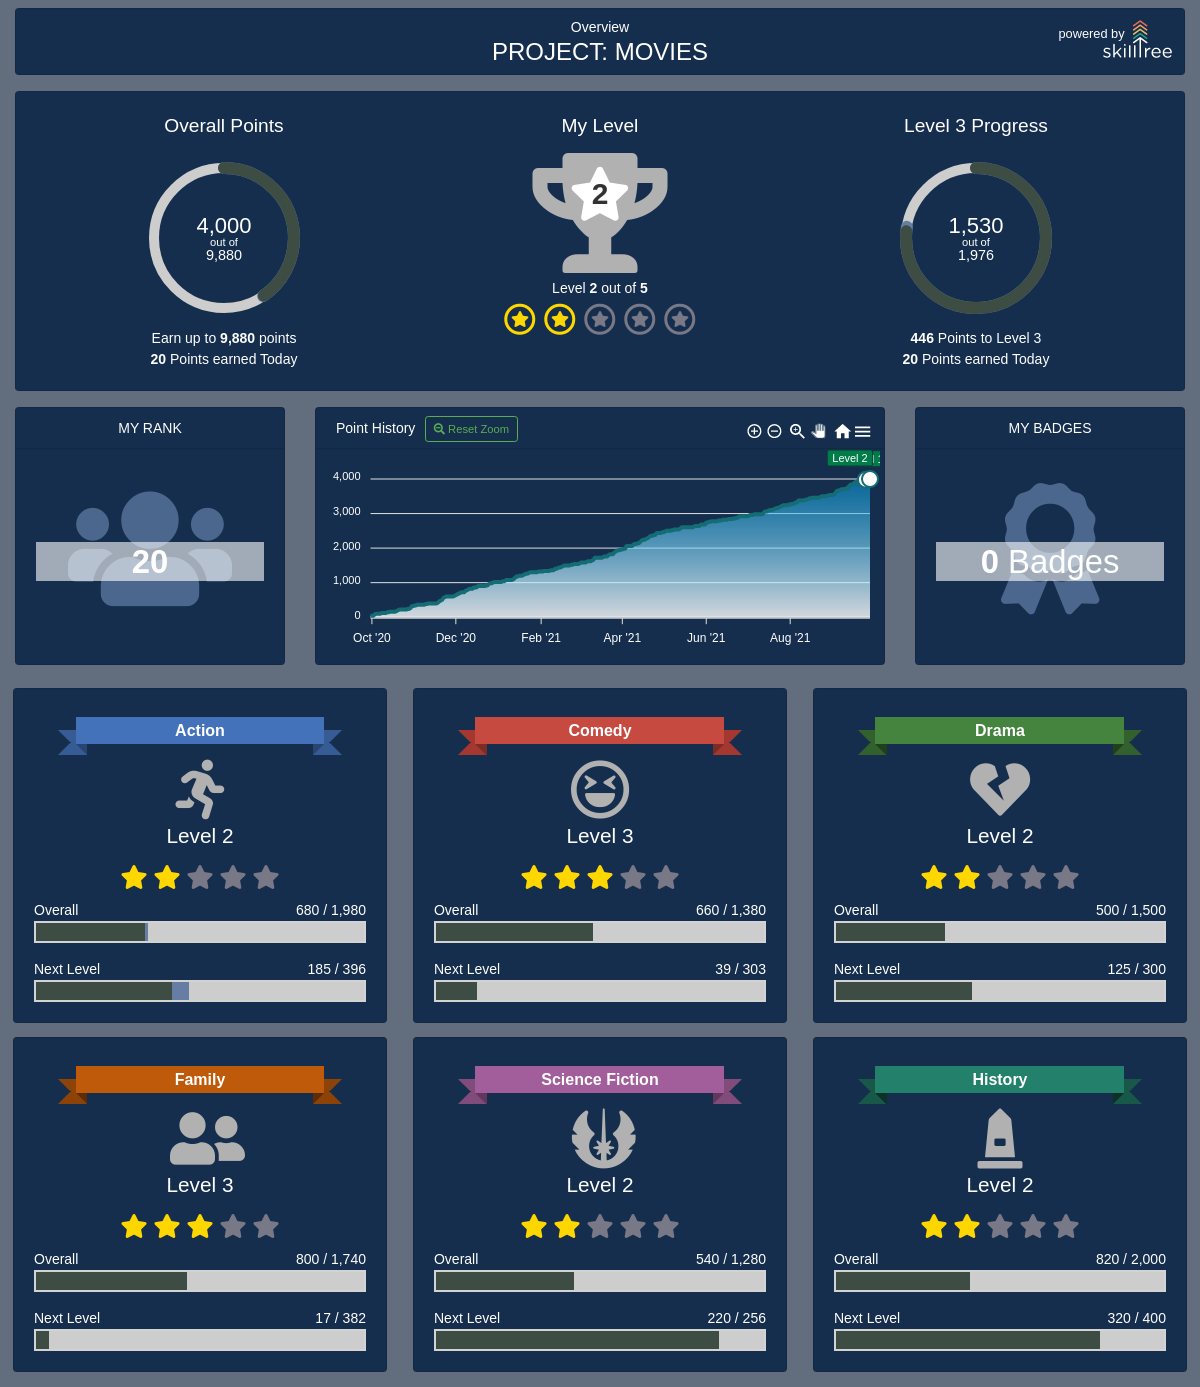 Overview
PROJECT: MOVIES
powered by
skilltree
Overall Points
4,000
out of
9,880
Earn up to 9,880 points
20 Points earned Today
My Level
2
Level 2 out of 5
Level 3 Progress
1,530
out of
1,976
446 Points to Level 3
20 Points earned Today
MY RANK
20
Point History
Reset Zoom
Level 2
4,000
3,000
2,000
1,000
0
Oct '20
Dec '20
Feb '21
Apr '21
Jun '21
Aug '21
MY BADGES
0 Badges
Action
Level 2
Overall
680 / 1,980
Next Level
185 / 396
Comedy
Level 3
Overall
660 / 1,380
Next Level
39 / 303
Drama
Level 2
Overall
500 / 1,500
Next Level
125 / 300
Family
Level 3
Overall
800 / 1,740
Next Level
17 / 382
Science Fiction
Level 2
Overall
540 / 1,280
Next Level
220 / 256
History
Level 2
Overall
820 / 2,000
Next Level
320 / 400